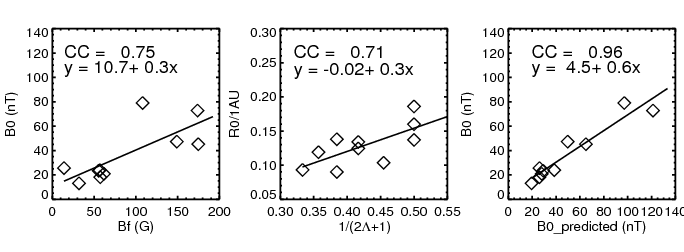 CC = 0.75
y = 10.7+ 0.3x
140
120
100
80
60
40
20
0
B0 (nT)
0 50 100 150 200
Bf (G)
CC = 0.71
y = -0.02+ 0.3x
0.30
0.25
0.20
0.15
0.10
0.05
R0/1AU
0.30 0.35 0.40 0.45 0.50 0.55
1/(2Λ+1)
CC = 0.96
y = 4.5+ 0.6x
140
120
100
80
60
40
20
0
B0 (nT)
0 20 40 60 80 100 120 140
B0_predicted (nT)